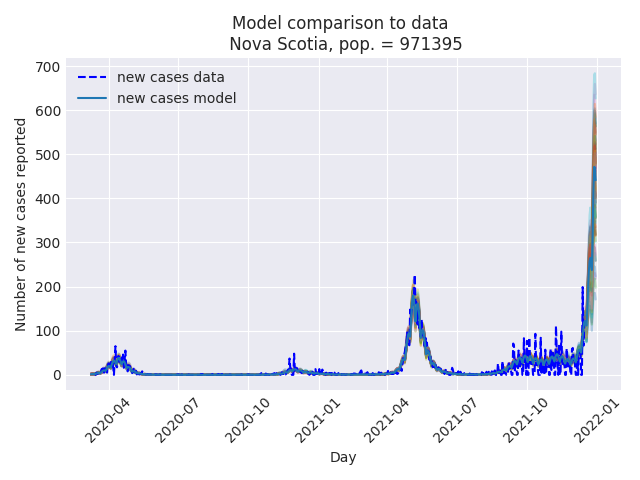 Model comparison to data
Nova Scotia, pop. = 971395
new cases data
new cases model
Number of new cases reported
700
600
500
400
300
200
100
0
2020-04
2020-07
2020-10
2021-01
2021-04
2021-07
2021-10
2022-01
Day